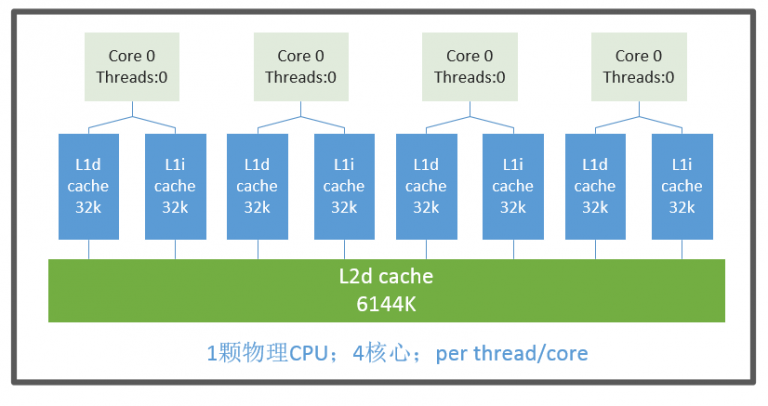 Core 0
Threads:0
Core 0
Threads:0
Core 0
Threads:0
Core 0
Threads:0
L1d
cache
32k
L1i
cache
32k
L1d
cache
32k
L1i
cache
32k
L1d
cache
32k
L1i
cache
32k
L1d
cache
32k
L1i
cache
32k
L2d cache
6144K
1颗物理CPU；4核心；per thread/core